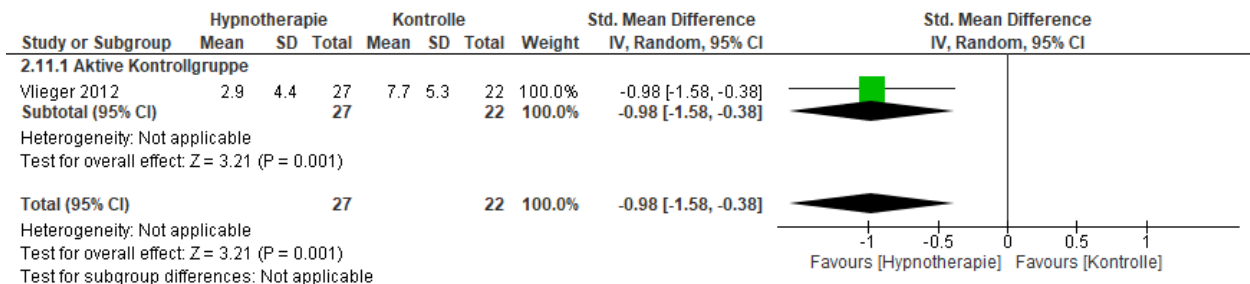 Hypnotherapie Kontrolle Std. Mean Difference Std. Mean Difference
Study or Subgroup Mean SD Total Mean SD Total Weight IV, Random, 95% CI IV, Random, 95% CI
2.11.1 Aktive Kontrollgruppe
Vlieger 2012 2.9 4.4 27 7.7 5.3 22 100.0% -0.98 [-1.58, -0.38]
Subtotal (95% CI) 27 22 100.0% -0.98 [-1.58, -0.38]
Heterogeneity: Not applicable
Test for overall effect: Z = 3.21 (P = 0.001)
Total (95% CI) 27 22 100.0% -0.98 [-1.58, -0.38]
Heterogeneity: Not applicable
Test for overall effect: Z = 3.21 (P = 0.001)
Test for subgroup differences: Not applicable
-1 -0.5 0 0.5 1
Favours [Hypnotherapie] Favours [Kontrolle]